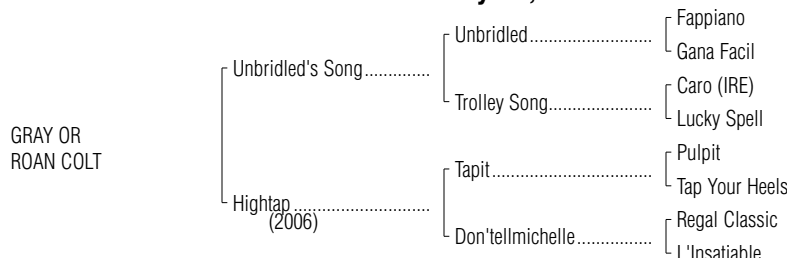 Fappiano
Unbridled..............................
Gana Facil
Unbridled's Song..............
Caro (IRE)
Trolley Song.........................
Lucky Spell
GRAY OR
ROAN COLT
Pulpit
Tapit.......................................
Tap Your Heels
Hightap.............................
(2006)
Regal Classic
Don'tellmichelle..................
L'Insatiable